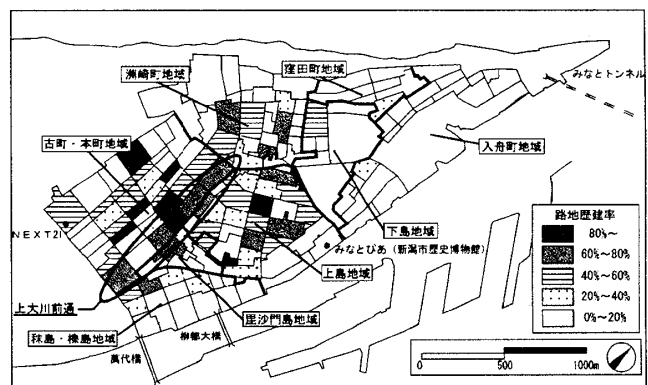 洲崎町地域
窪田町地域
みなとトンネル
古町・本町地域
入舟町地域
NEXT21
下島地域
みなとぴあ（新潟市歴史博物館）
上島地域
上大川前通
毘沙門島地域
秣島・榛島地域
柳都大橋
萬代橋
路地歴建率
80%～
60%～80%
40%～60%
20%～40%
0%～20%
0
500
1000m